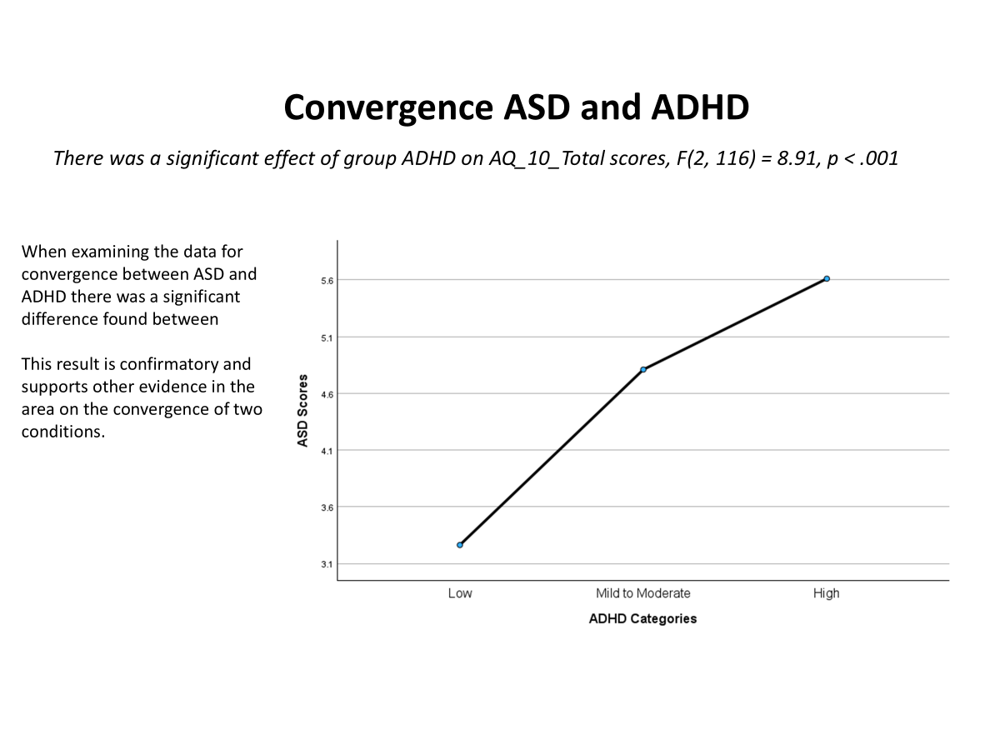 Convergence ASD and ADHD
There was a significant effect of group ADHD on AQ_10_Total scores, F(2, 116) = 8.91, p < .001
When examining the data for
convergence between ASD and
ADHD there was a significant
difference found between
This result is confirmatory and
supports other evidence in the
area on the convergence of two
conditions.
ASD Scores
5.6
5.1
4.6
4.1
3.6
3.1
Low Mild to Moderate High
ADHD Categories